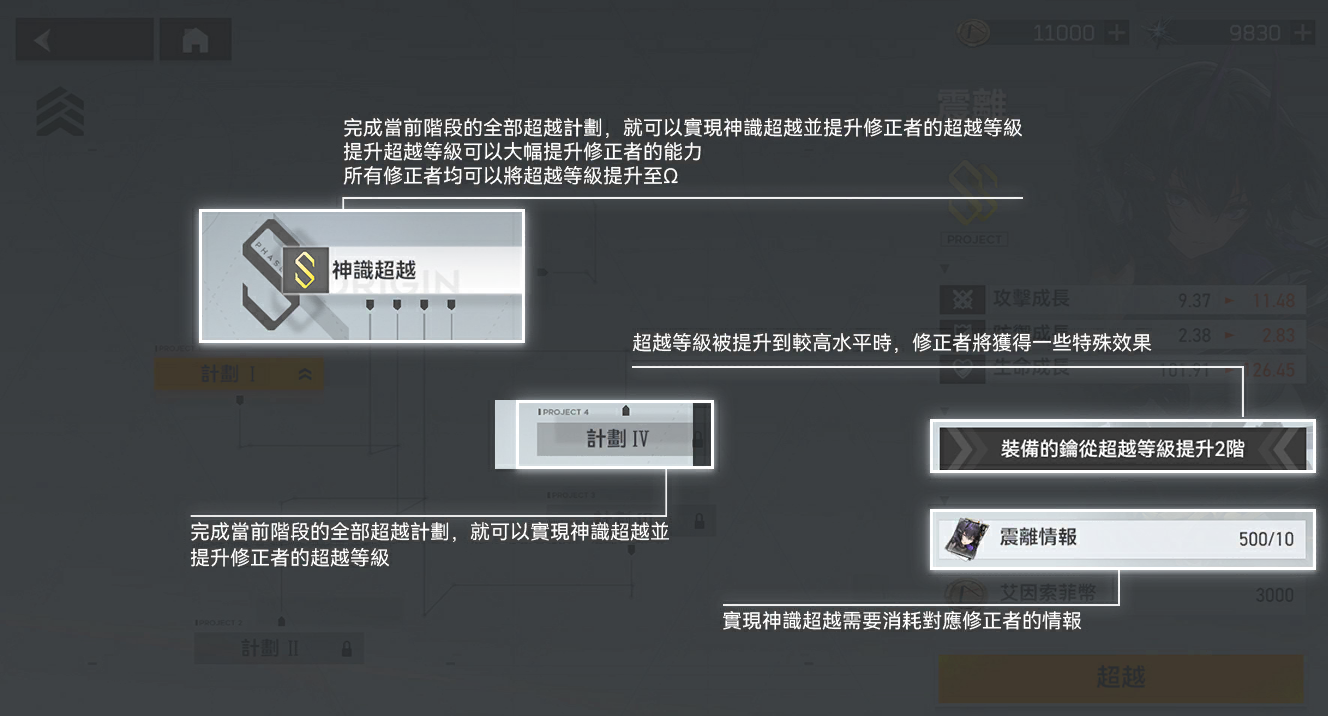 11000
9830
震離
完成當前階段的全部超越計劃，就可以實現神識超越並提升修正者的超越等級
提升超越等級可以大幅提升修正者的能力
所有修正者均可以將超越等級提升至Ω
PHASE
神識超越
ORIGIN
PROJECT
攻擊成長 9.37 11.48
防禦成長 2.38 2.83
超越等級被提升到較高水平時，修正者將獲得一些特殊效果
生命成長 101.91 126.45
計劃 I
PROJECT 4
計劃 IV
裝備的鑰從超越等級提升2階
完成當前階段的全部超越計劃，就可以實現神識超越並
提升修正者的超越等級
震離情報 500/10
艾因索菲幣 3000
實現神識超越需要消耗對應修正者的情報
PROJECT 2
計劃 II
超越